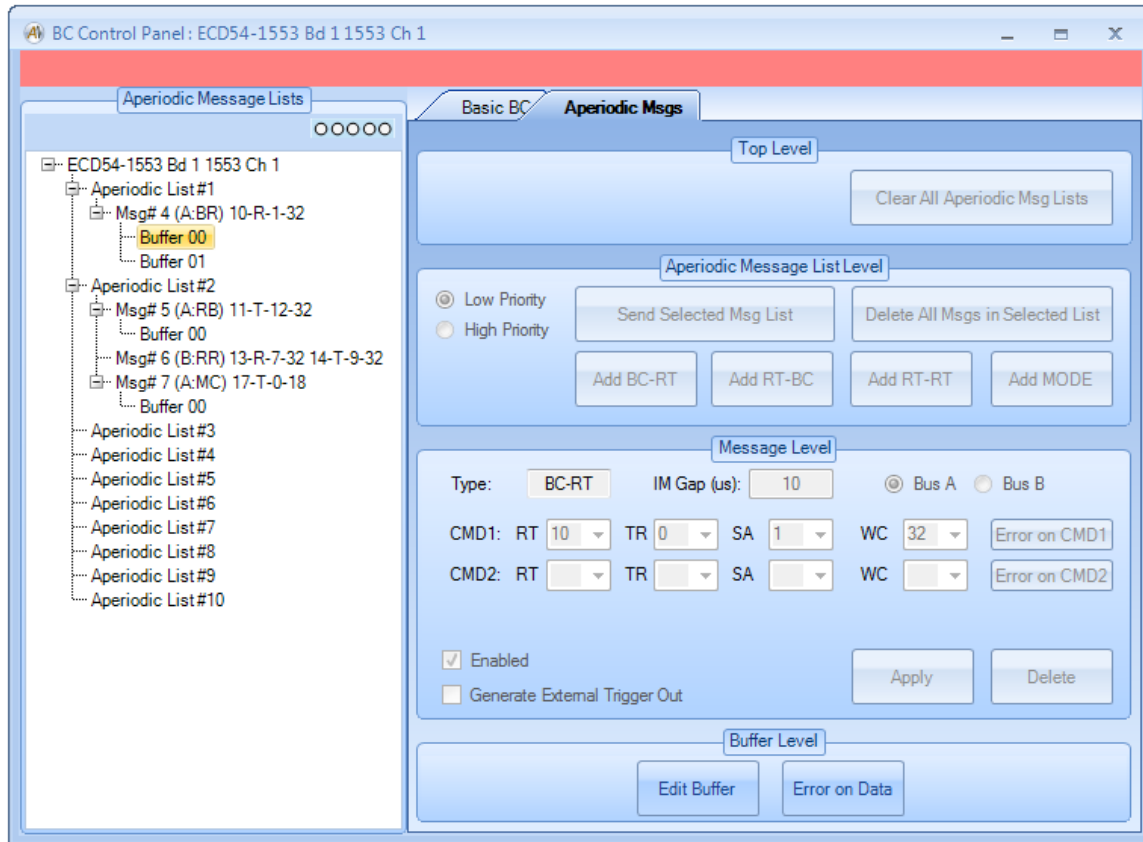 BC Control Panel : ECD54-1553 Bd 1 1553 Ch 1
Aperiodic Message Lists
ECD54-1553 Bd 1 1553 Ch 1
Aperiodic List #1
Msg# 4 (A:BR) 10-R-1-32
Buffer 00
Buffer 01
Aperiodic List #2
Msg# 5 (A:RB) 11-T-12-32
Buffer 00
Msg# 6 (B:RR) 13-R-7-32 14-T-9-32
Msg# 7 (A:MC) 17-T-0-18
Buffer 00
Aperiodic List #3
Aperiodic List #4
Aperiodic List #5
Aperiodic List #6
Aperiodic List #7
Aperiodic List #8
Aperiodic List #9
Aperiodic List #10
Basic BC Aperiodic Msgs
Top Level
Clear All Aperiodic Msg Lists
Aperiodic Message List Level
Low Priority
High Priority
Send Selected Msg List Delete All Msgs in Selected List
Add BC-RT Add RT-BC Add RT-RT Add MODE
Message Level
Type: BC-RT IM Gap (us): 10 Bus A Bus B
CMD1: RT 10 TR 0 SA 1 WC 32 Error on CMD1
CMD2: RT TR SA WC Error on CMD2
Enabled
Generate External Trigger Out
Apply Delete
Buffer Level
Edit Buffer Error on Data